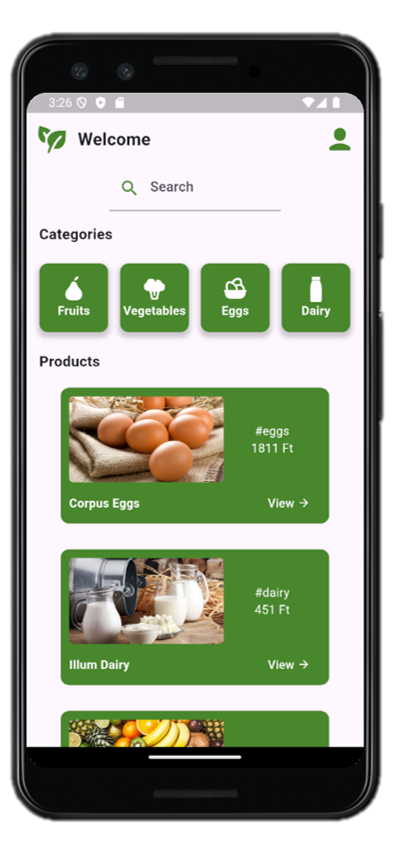 3:26
Welcome
Search
Categories
Fruits
Vegetables
Eggs
Dairy
Products
#eggs
1811 Ft
Corpus Eggs
View →
#dairy
451 Ft
Illum Dairy
View →